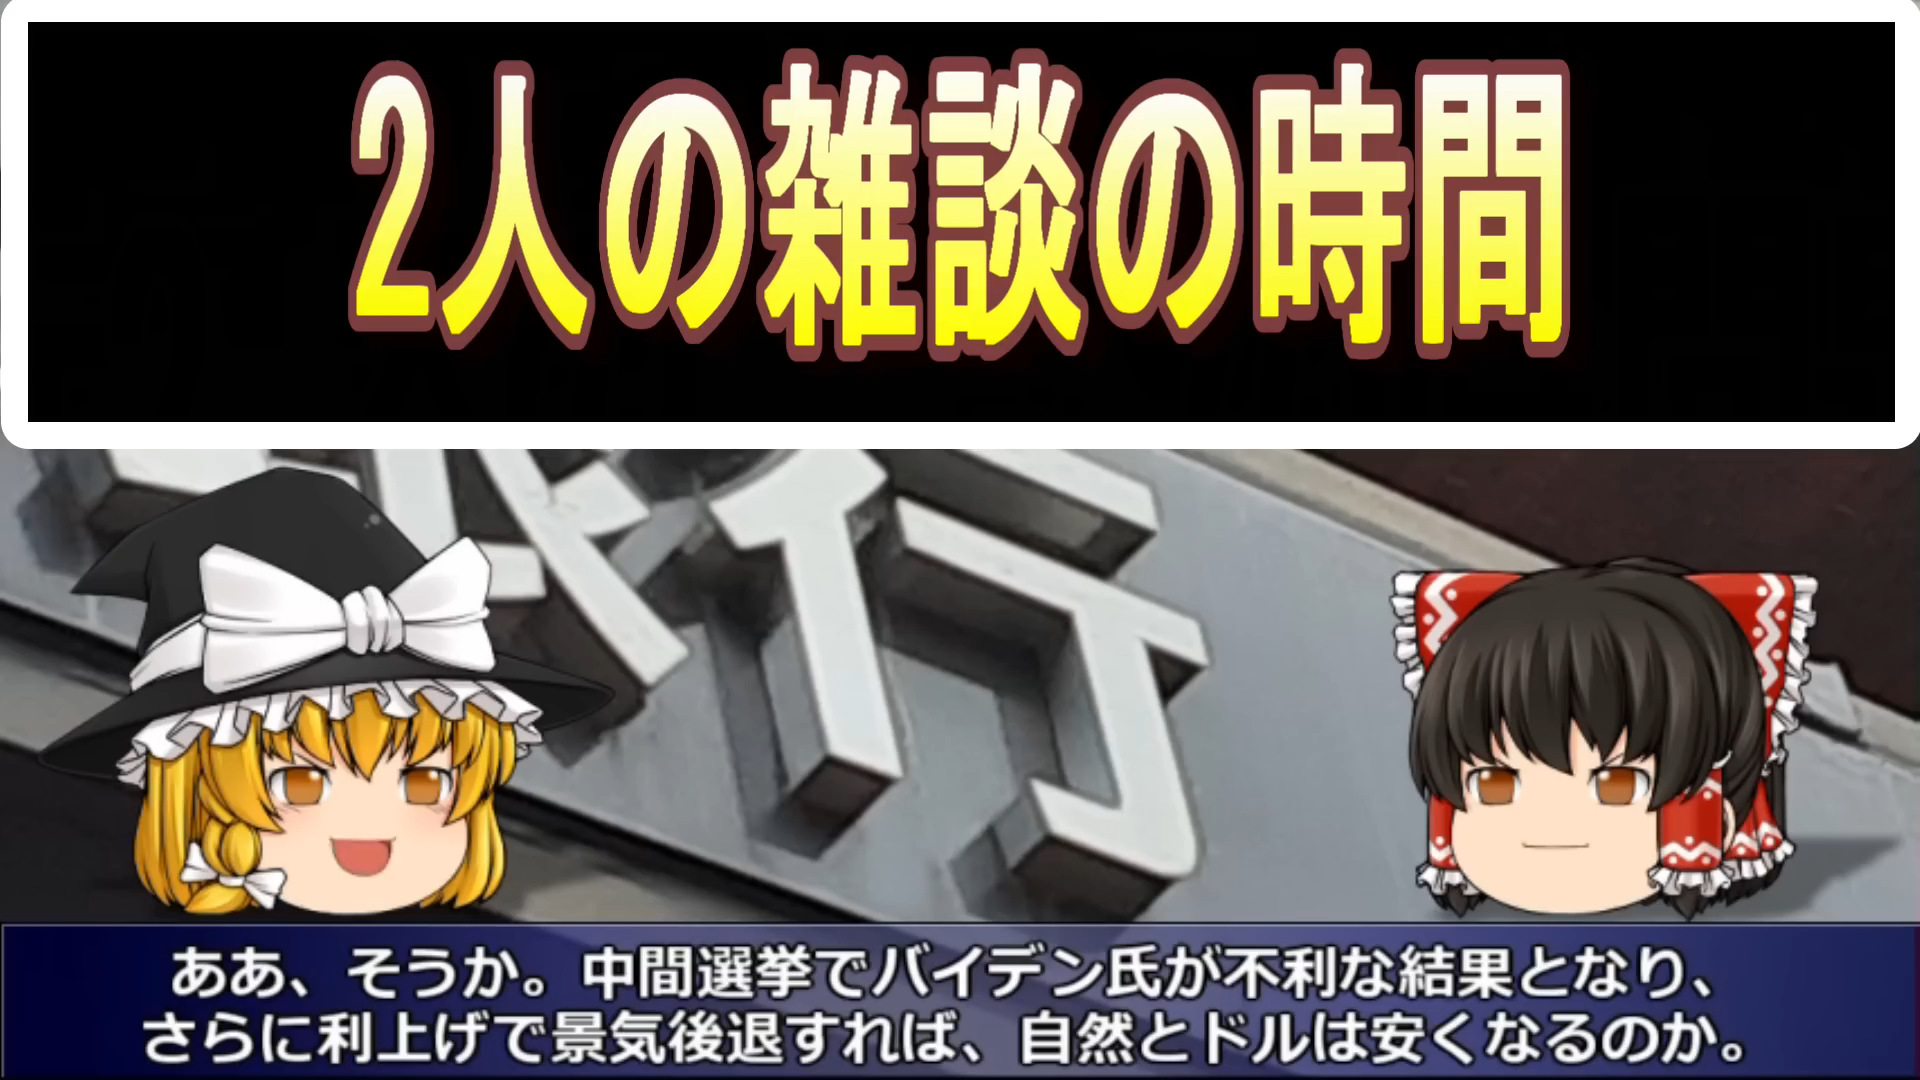 2人の雑談の時間
銀行
ああ、そうか。中間選挙でバイデン氏が不利な結果となり、
さらに利上げで景気後退すれば、自然とドルは安くなるのか。